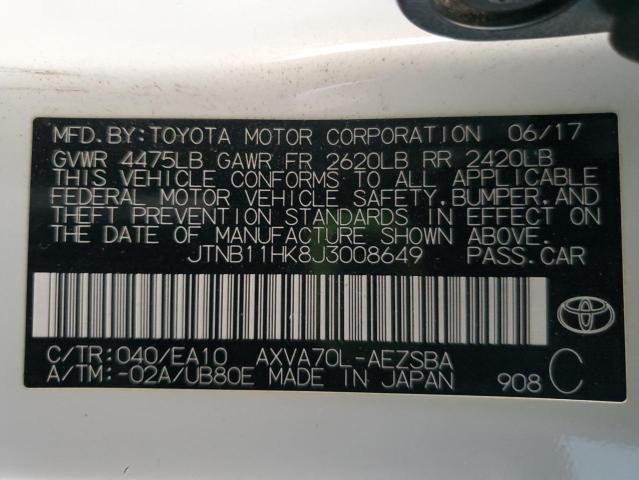 MFD.BY:TOYOTA MOTOR CORPORATION 06/17
GVWR 4475LB GAWR FR 2620LB RR 2420LB
THIS VEHICLE CONFORMS TO ALL APPLICABLE
FEDERAL MOTOR VEHICLE SAFETY,BUMPER,AND
THEFT PREVENTION STANDARDS IN EFFECT ON
THE DATE OF MANUFACTURE SHOWN ABOVE.
JTNB11HK8J3008649 PASS.CAR
C/TR:040/EA10 AXVA70L-AEZSBA
A/TM:-02A/UB80E MADE IN JAPAN 908 C